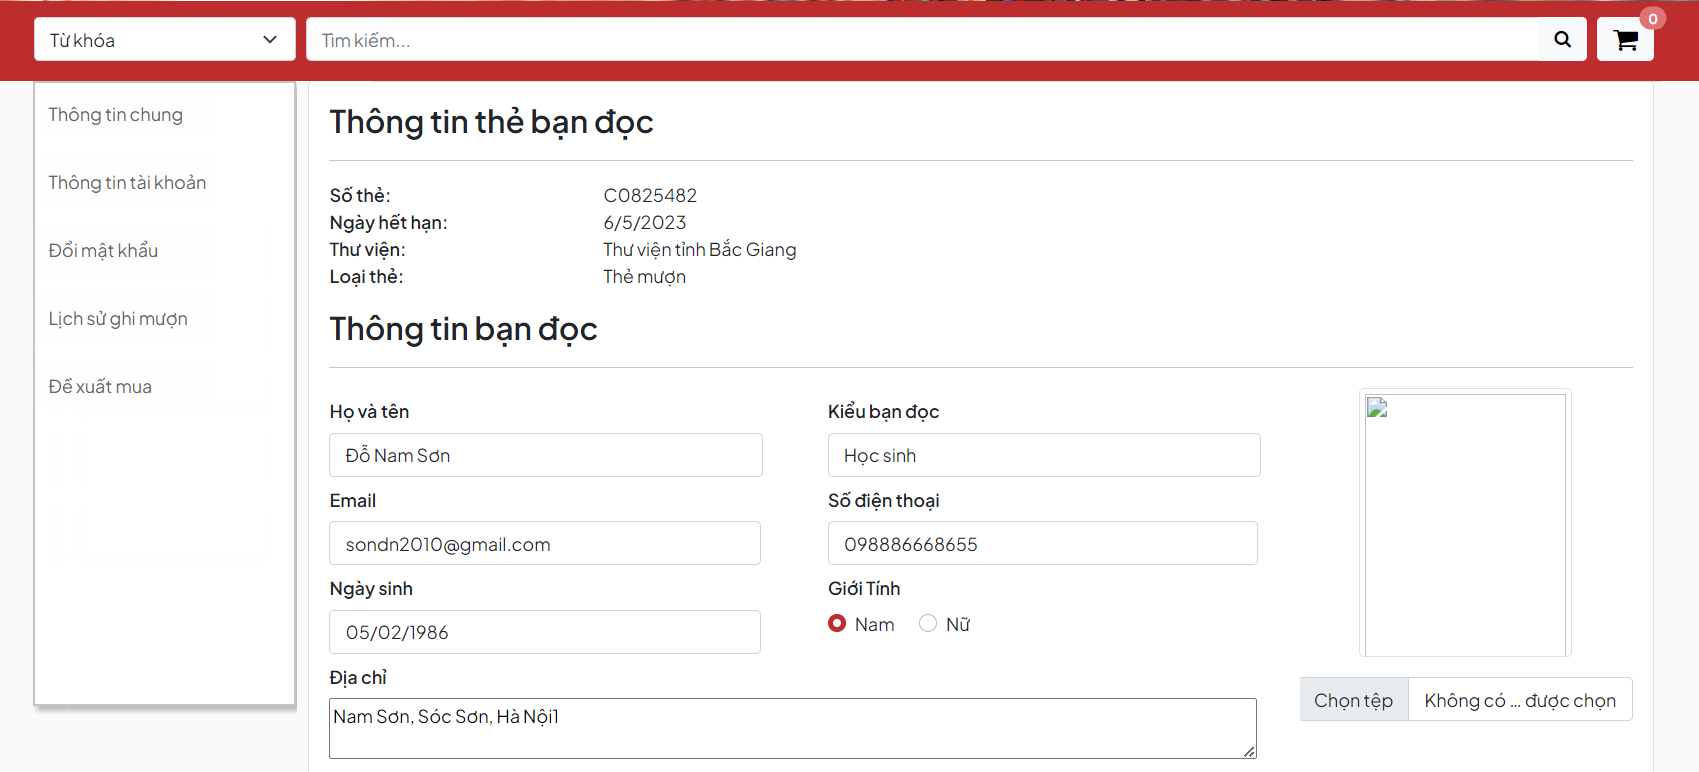 Từ khóa
Tìm kiếm...
0
Thông tin chung
Thông tin tài khoản
Đổi mật khẩu
Lịch sử ghi mượn
Đề xuất mua
Thông tin thẻ bạn đọc
Số thẻ: C0825482
Ngày hết hạn: 6/5/2023
Thư viện: Thư viện tỉnh Bắc Giang
Loại thẻ: Thẻ mượn
Thông tin bạn đọc
Họ và tên
Đỗ Nam Sơn
Kiểu bạn đọc
Học sinh
Email
sondn2010@gmail.com
Số điện thoại
098886668655
Ngày sinh
05/02/1986
Giới Tính
Nam Nữ
Địa chỉ
Nam Sơn, Sóc Sơn, Hà Nội1
Chọn tệp Không có ... được chọn